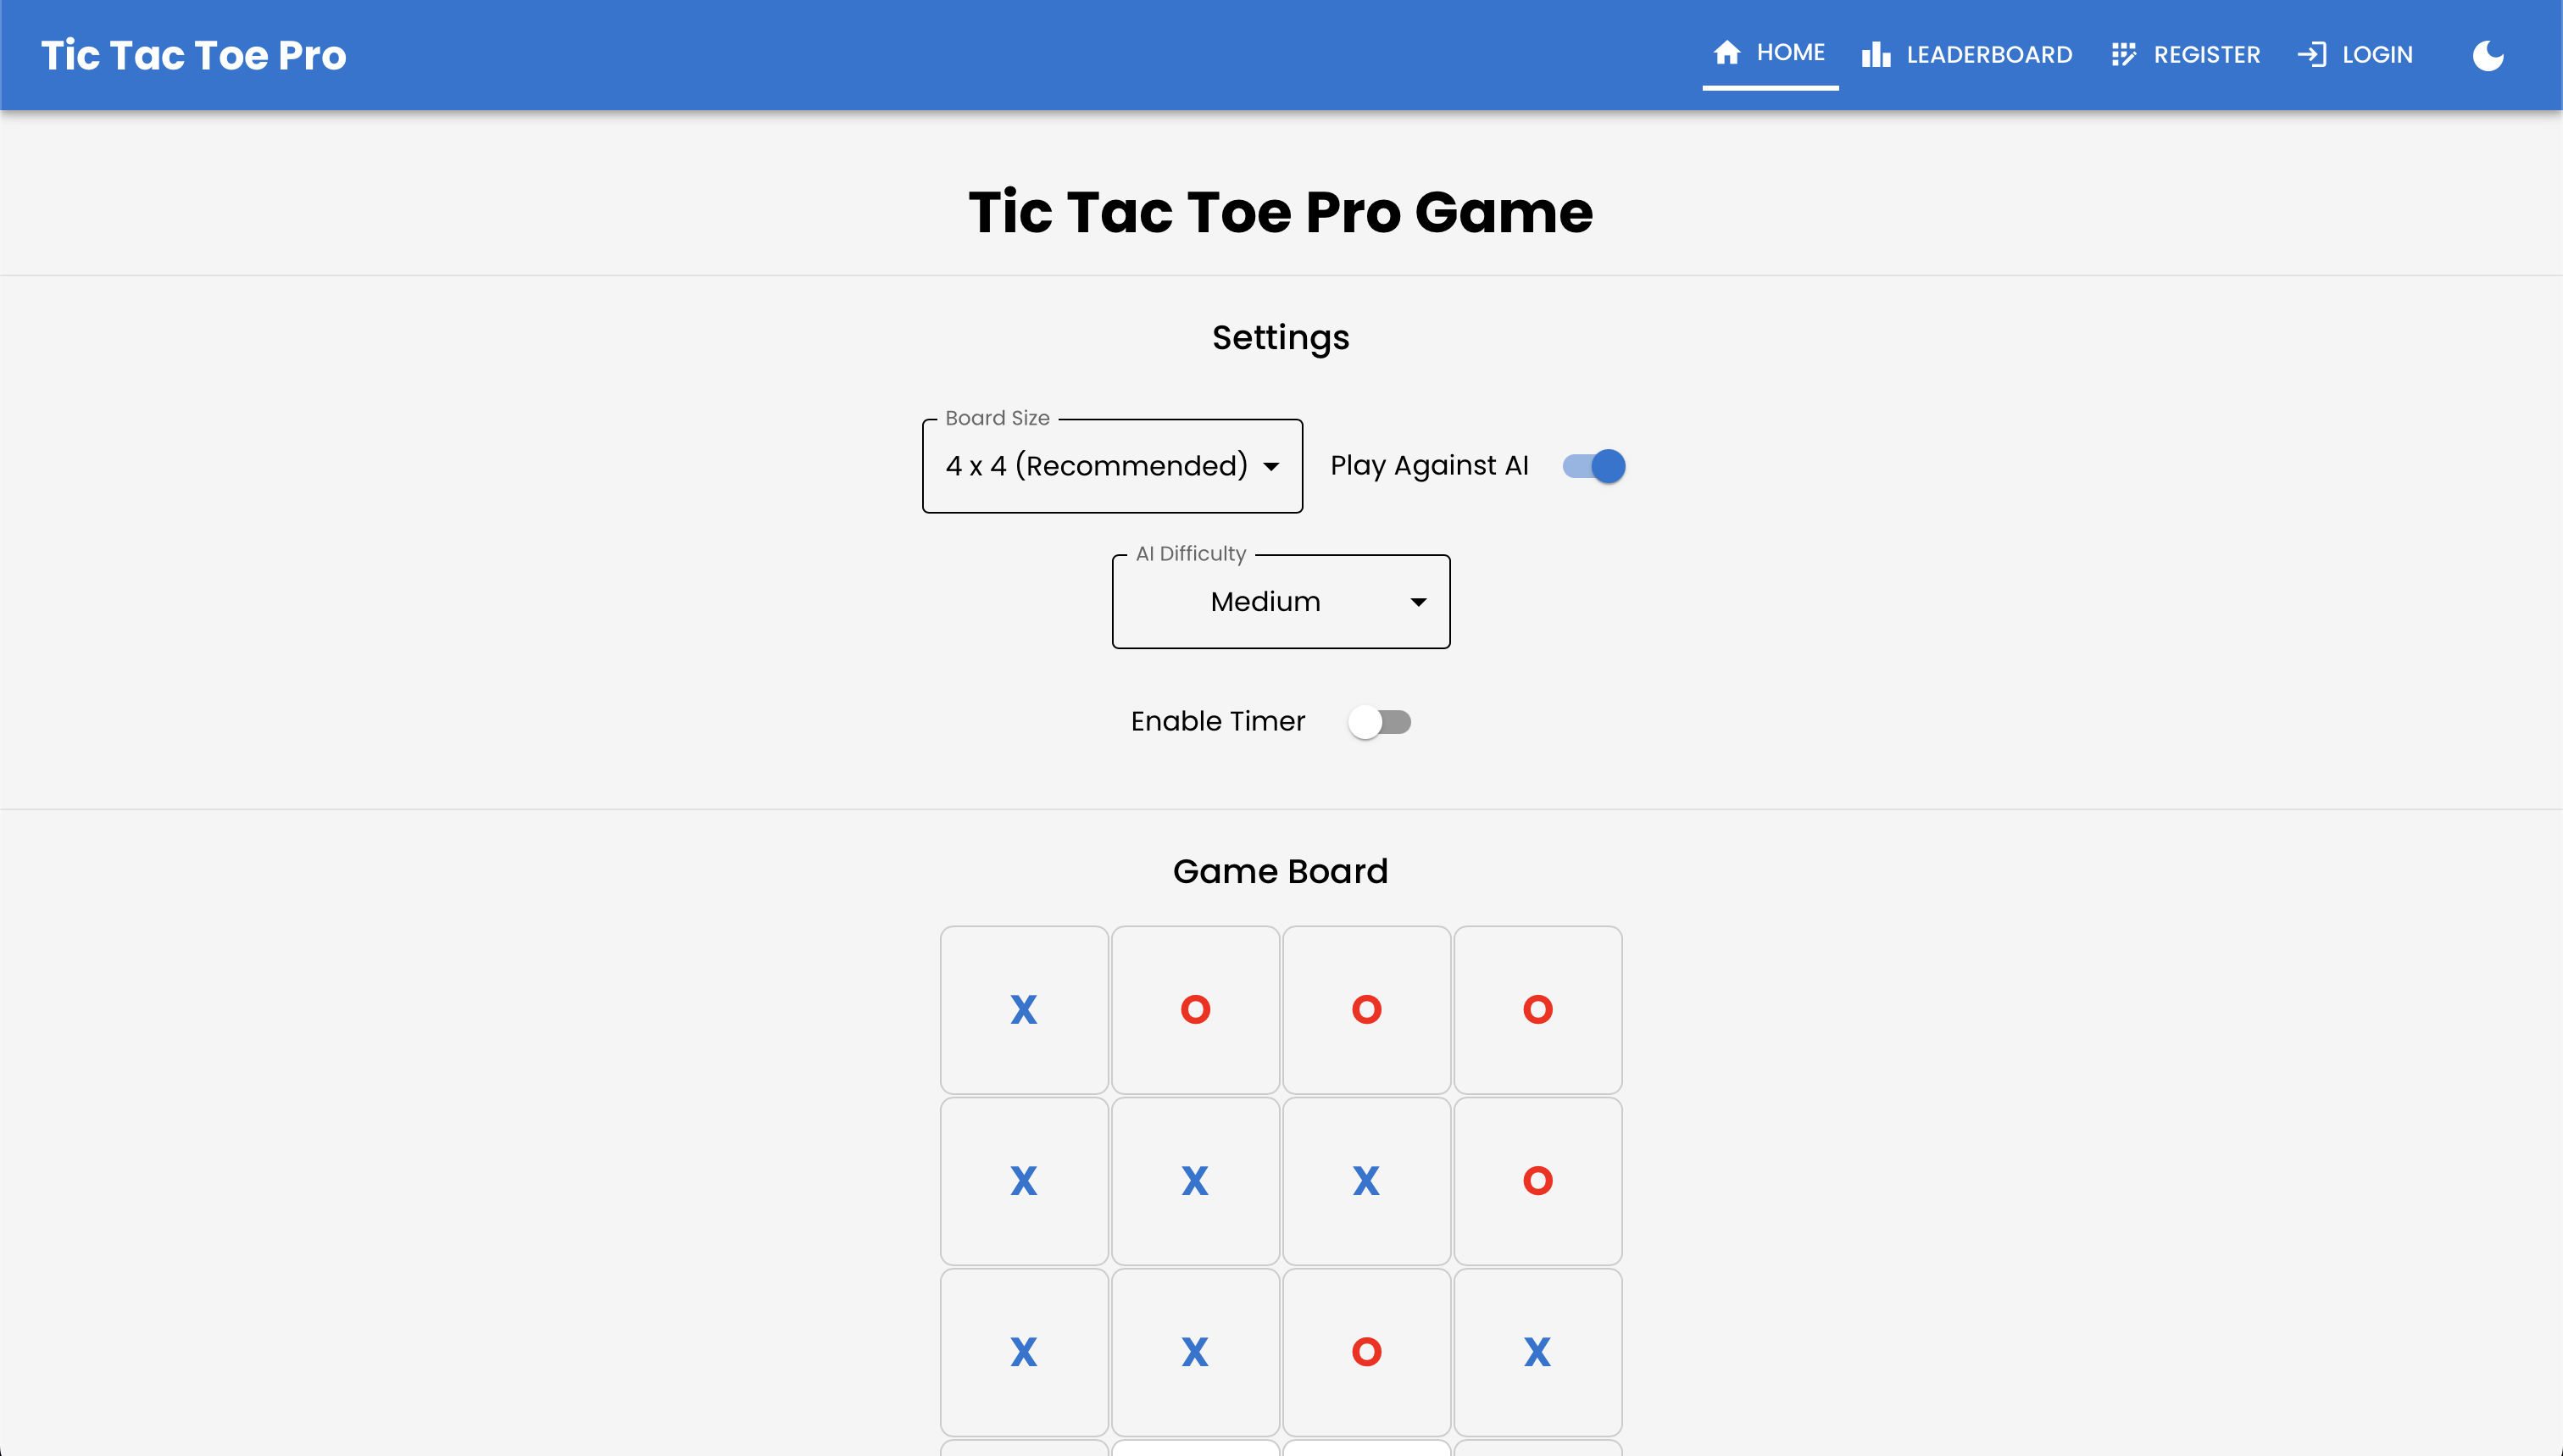 Tic Tac Toe Pro HOME LEADERBOARD REGISTER LOGIN
Tic Tac Toe Pro Game
Settings
Board Size
4 x 4 (Recommended) Play Against AI
AI Difficulty
Medium
Enable Timer
Game Board
X O O O
X X X O
X X O X